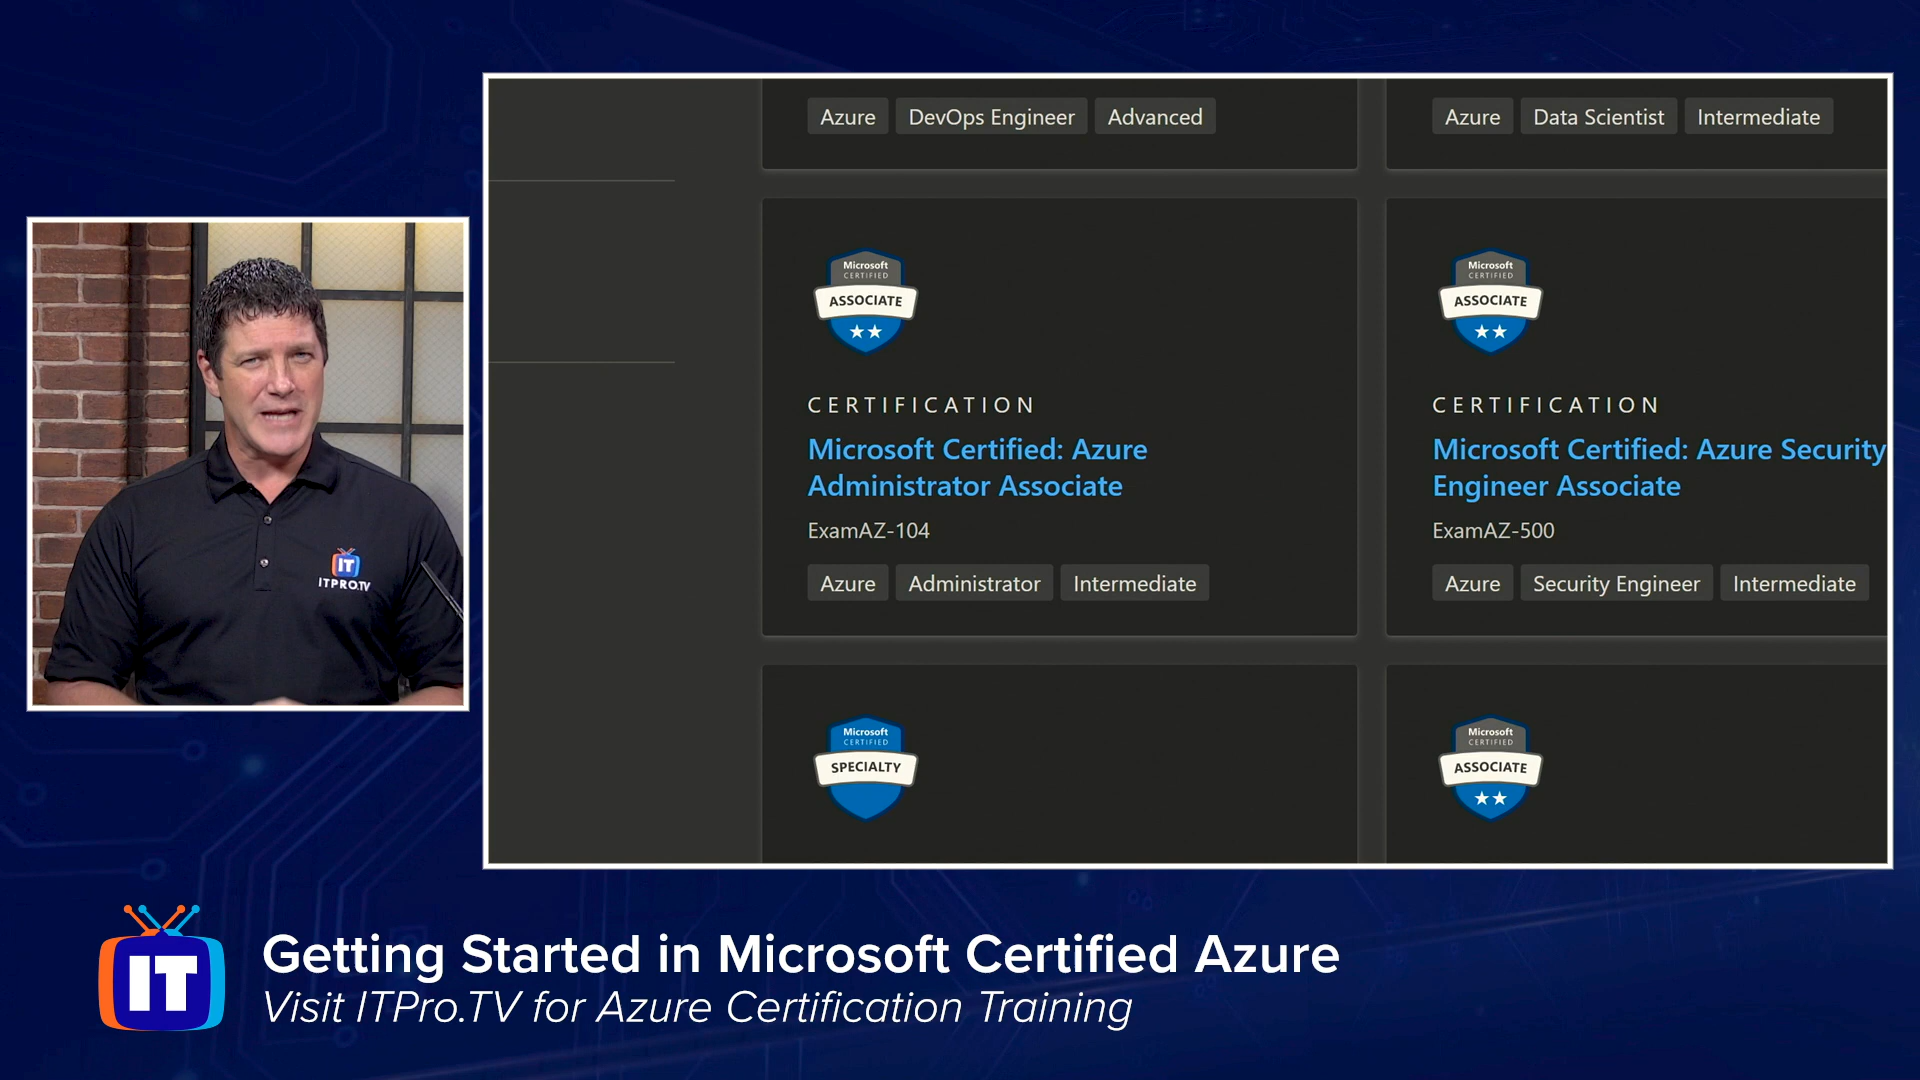 Azure
DevOps Engineer
Advanced
Azure
Data Scientist
Intermediate
Microsoft
CERTIFIED
ASSOCIATE
CERTIFICATION
Microsoft Certified: Azure
Administrator Associate
ExamAZ-104
Azure
Administrator
Intermediate
Microsoft
CERTIFIED
ASSOCIATE
CERTIFICATION
Microsoft Certified: Azure Security
Engineer Associate
ExamAZ-500
Azure
Security Engineer
Intermediate
Microsoft
CERTIFIED
SPECIALTY
Microsoft
CERTIFIED
ASSOCIATE
IT
ITPRO.TV
IT
Getting Started in Microsoft Certified Azure
Visit ITPro.TV for Azure Certification Training